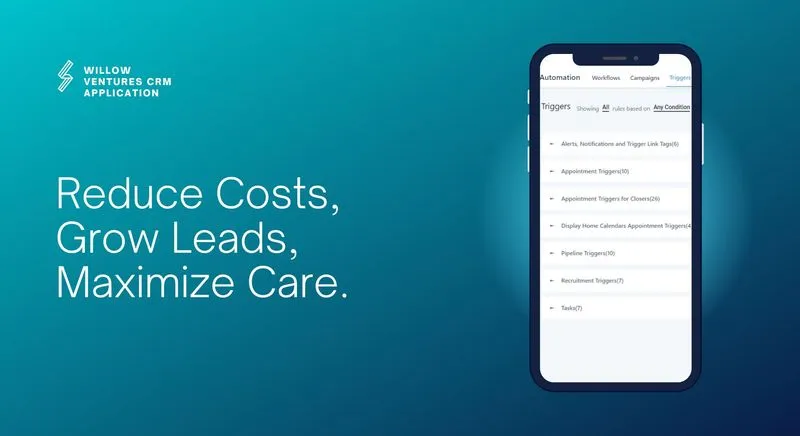 WILLOW
VENTURES CRM
APPLICATION
Reduce Costs,
Grow Leads,
Maximize Care.
Automation Workflows Campaigns Triggers
Triggers Showing All rules based on Any Condition
Alerts, Notifications and Trigger Link Tags(6)
Appointment Triggers(10)
Appointment Triggers for Closers(26)
Display Home Calendars Appointment Triggers(4
Pipeline Triggers(10)
Recruitment Triggers(7)
Tasks(7)